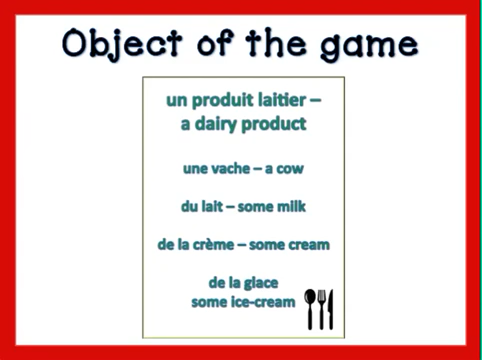 Object of the game
un produit laitier –
a dairy product
une vache – a cow
du lait – some milk
de la crème – some cream
de la glace
some ice-cream